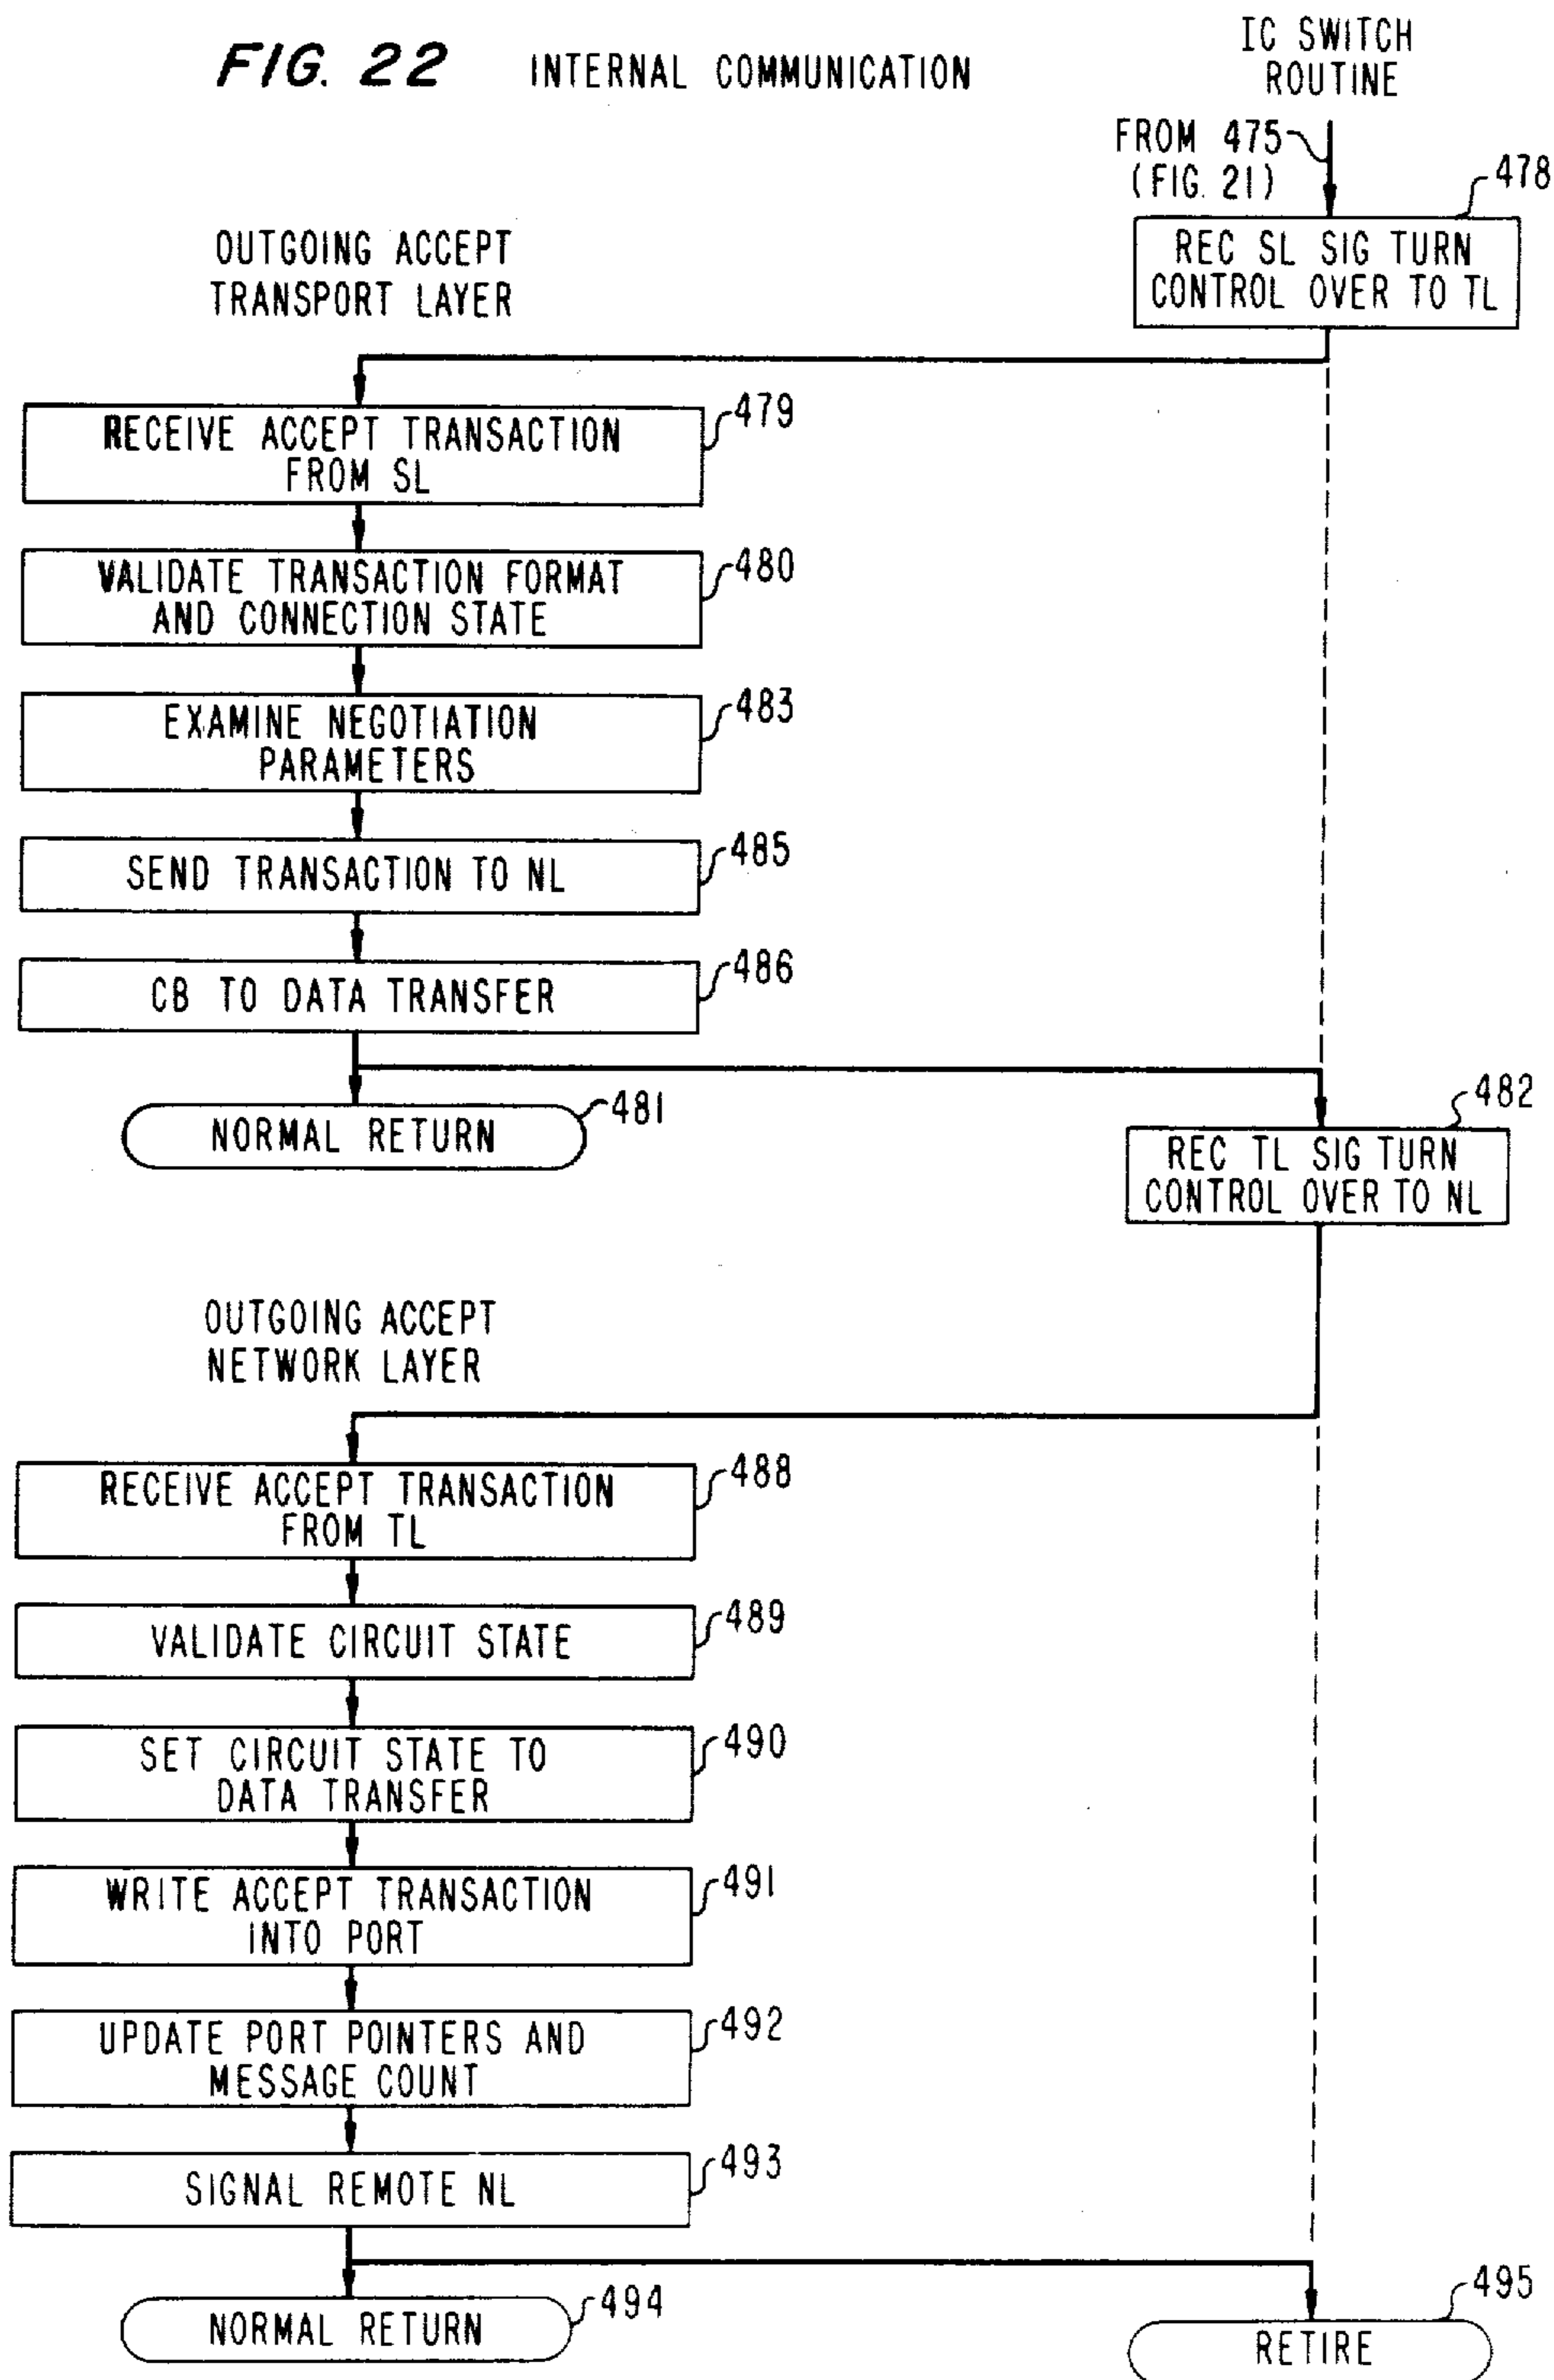 FIG. 22 INTERNAL COMMUNICATION
IC SWITCH
ROUTINE
FROM 475
(FIG. 21)
478
REC SL SIG TURN
CONTROL OVER TO TL
OUTGOING ACCEPT
TRANSPORT LAYER
479
RECEIVE ACCEPT TRANSACTION
FROM SL
480
VALIDATE TRANSACTION FORMAT
AND CONNECTION STATE
483
EXAMINE NEGOTIATION
PARAMETERS
485
SEND TRANSACTION TO NL
486
CB TO DATA TRANSFER
481
NORMAL RETURN
482
REC TL SIG TURN
CONTROL OVER TO NL
OUTGOING ACCEPT
NETWORK LAYER
488
RECEIVE ACCEPT TRANSACTION
FROM TL
489
VALIDATE CIRCUIT STATE
490
SET CIRCUIT STATE TO
DATA TRANSFER
491
WRITE ACCEPT TRANSACTION
INTO PORT
492
UPDATE PORT POINTERS AND
MESSAGE COUNT
493
SIGNAL REMOTE NL
494
NORMAL RETURN
495
RETIRE